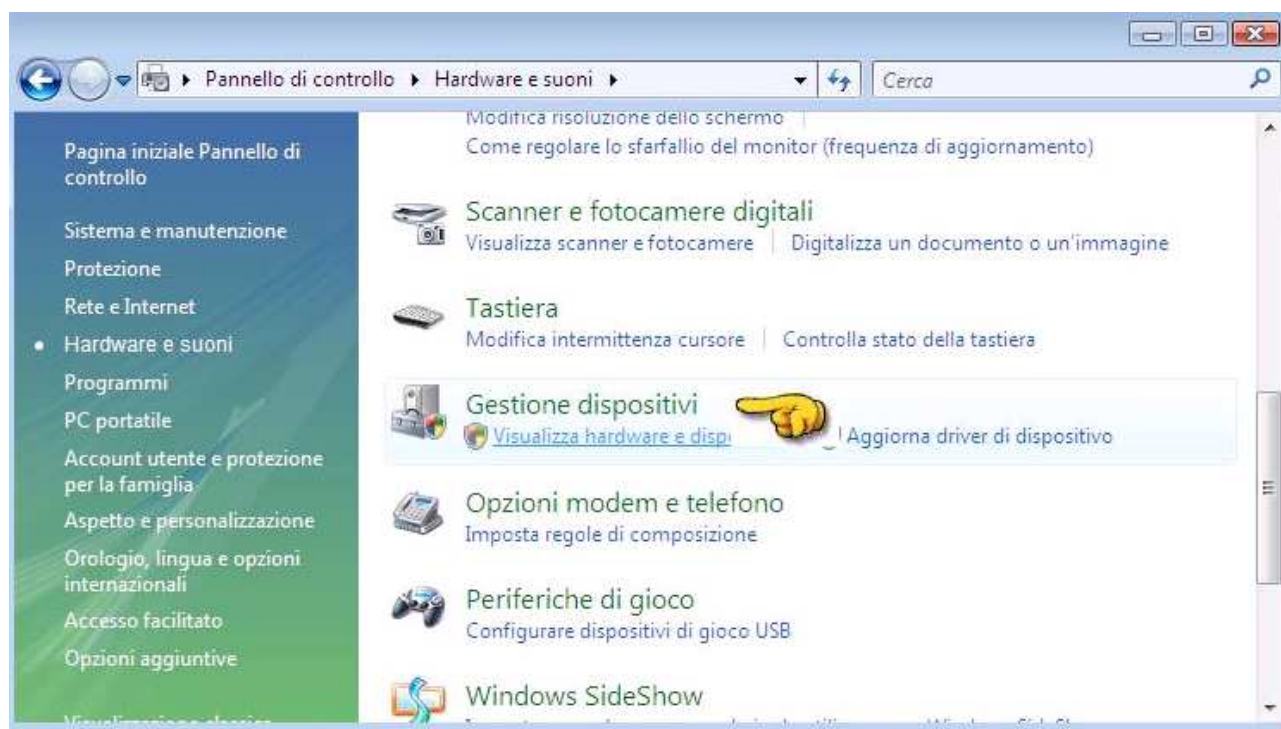 Pannello di controllo Hardware e suoni Cerca
Pagina iniziale Pannello di
controllo
Sistema e manutenzione
Protezione
Rete e Internet
Hardware e suoni
Programmi
PC portatile
Account utente e protezione
per la famiglia
Aspetto e personalizzazione
Orologio, lingua e opzioni
internazionali
Accesso facilitato
Opzioni aggiuntive
Modifica risoluzione dello schermo
Come regolare lo sfarfallio del monitor (frequenza di aggiornamento)
Scanner e fotocamere digitali
Visualizza scanner e fotocamere Digitalizza un documento o un'immagine
Tastiera
Modifica intermittenza cursore Controlla stato della tastiera
Gestione dispositivi
Visualizza hardware e disp Aggiorna driver di dispositivo
Opzioni modem e telefono
Imposta regole di composizione
Periferiche di gioco
Configurare dispositivi di gioco USB
Windows SideShow